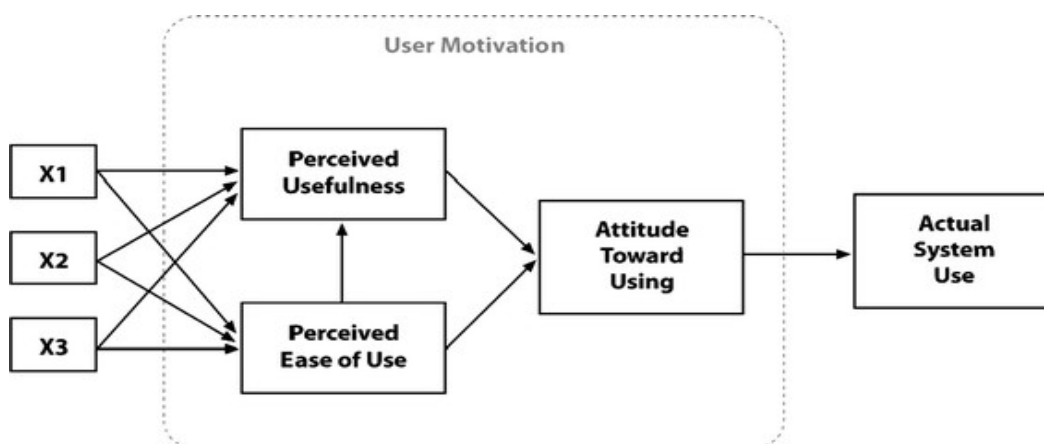 User Motivation
X1
X2
X3
Perceived
Usefulness
Perceived
Ease of Use
Attitude
Toward
Using
Actual
System
Use